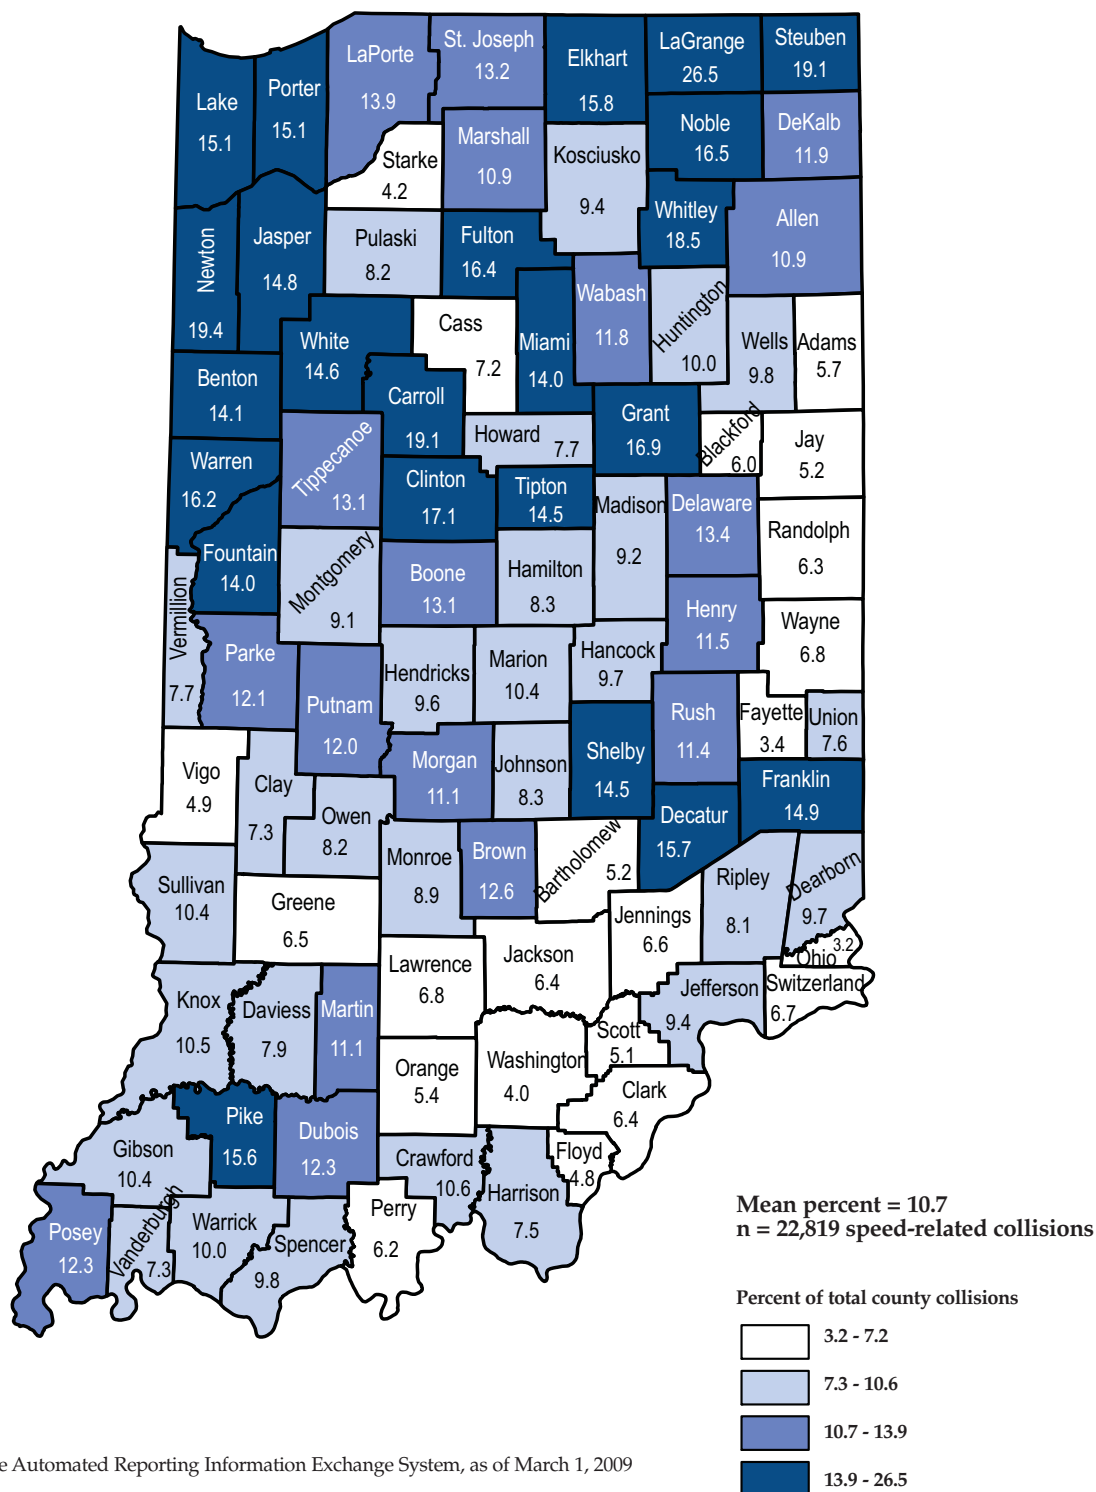 LaPorte
13.9
St. Joseph
13.2
Elkhart
15.8
LaGrange
26.5
Steuben
19.1
Lake
15.1
Porter
15.1
Starke
4.2
Marshall
10.9
Kosciusko
9.4
Noble
16.5
DeKalb
11.9
Newton
19.4
Jasper
14.8
Pulaski
8.2
Fulton
16.4
Whitley
18.5
Allen
10.9
White
14.6
Cass
7.2
Miami
14.0
Wabash
11.8
Huntington
10.0
Wells
9.8
Adams
5.7
Benton
14.1
Carroll
19.1
Howard
7.7
Grant
16.9
Blackford
6.0
Jay
5.2
Warren
16.2
Tippecanoe
13.1
Clinton
17.1
Tipton
14.5
Madison
9.2
Delaware
13.4
Randolph
6.3
Fountain
14.0
Montgomery
9.1
Boone
13.1
Hamilton
8.3
Henry
11.5
Wayne
6.8
Vermillion
7.7
Parke
12.1
Putnam
12.0
Hendricks
9.6
Marion
10.4
Hancock
9.7
Rush
11.4
Fayette
3.4
Union
7.6
Vigo
4.9
Clay
7.3
Owen
8.2
Morgan
11.1
Johnson
8.3
Shelby
14.5
Decatur
15.7
Franklin
14.9
Sullivan
10.4
Greene
6.5
Monroe
8.9
Brown
12.6
Bartholomew
5.2
Jennings
6.6
Ripley
8.1
Dearborn
9.7
Ohio
3.2
Knox
10.5
Daviess
7.9
Martin
11.1
Lawrence
6.8
Jackson
6.4
Jefferson
9.4
Switzerland
6.7
Scott
5.1
Orange
5.4
Washington
4.0
Clark
6.4
Gibson
10.4
Pike
15.6
Dubois
12.3
Crawford
10.6
Floyd
4.8
Harrison
7.5
Posey
12.3
Vanderburgh
7.3
Warrick
10.0
Spencer
9.8
Perry
6.2
Mean percent = 10.7
n = 22,819 speed-related collisions
Percent of total county collisions
3.2 - 7.2
7.3 - 10.6
10.7 - 13.9
13.9 - 26.5
e Automated Reporting Information Exchange System, as of March 1, 2009